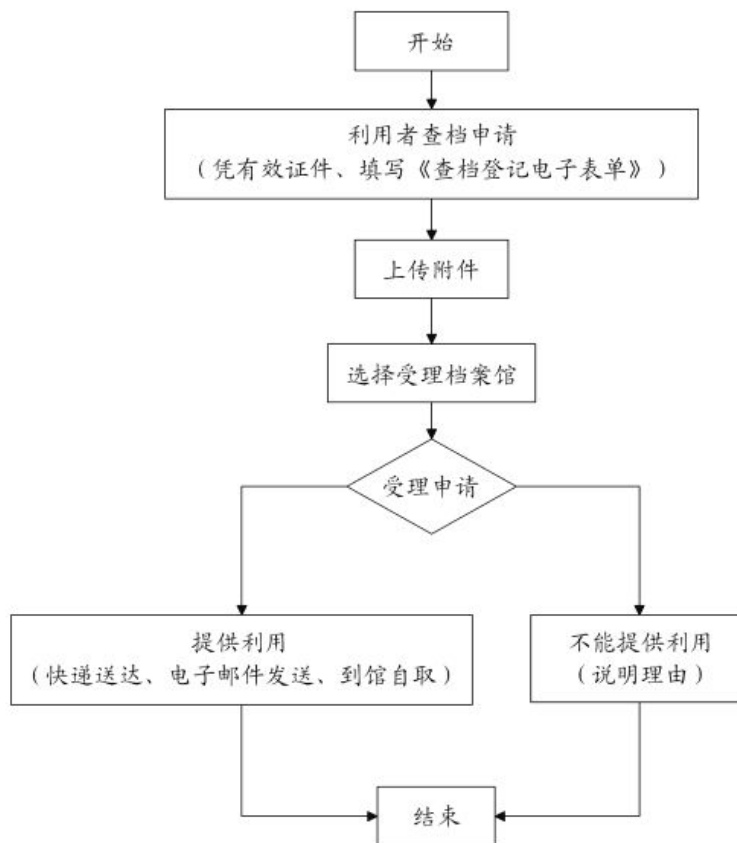 开始
利用者查档申请
（凭有效证件、填写《查档登记电子表单》）
上传附件
选择受理档案馆
受理申请
提供利用
（快递送达、电子邮件发送、到馆自取）
不能提供利用
（说明理由）
结束